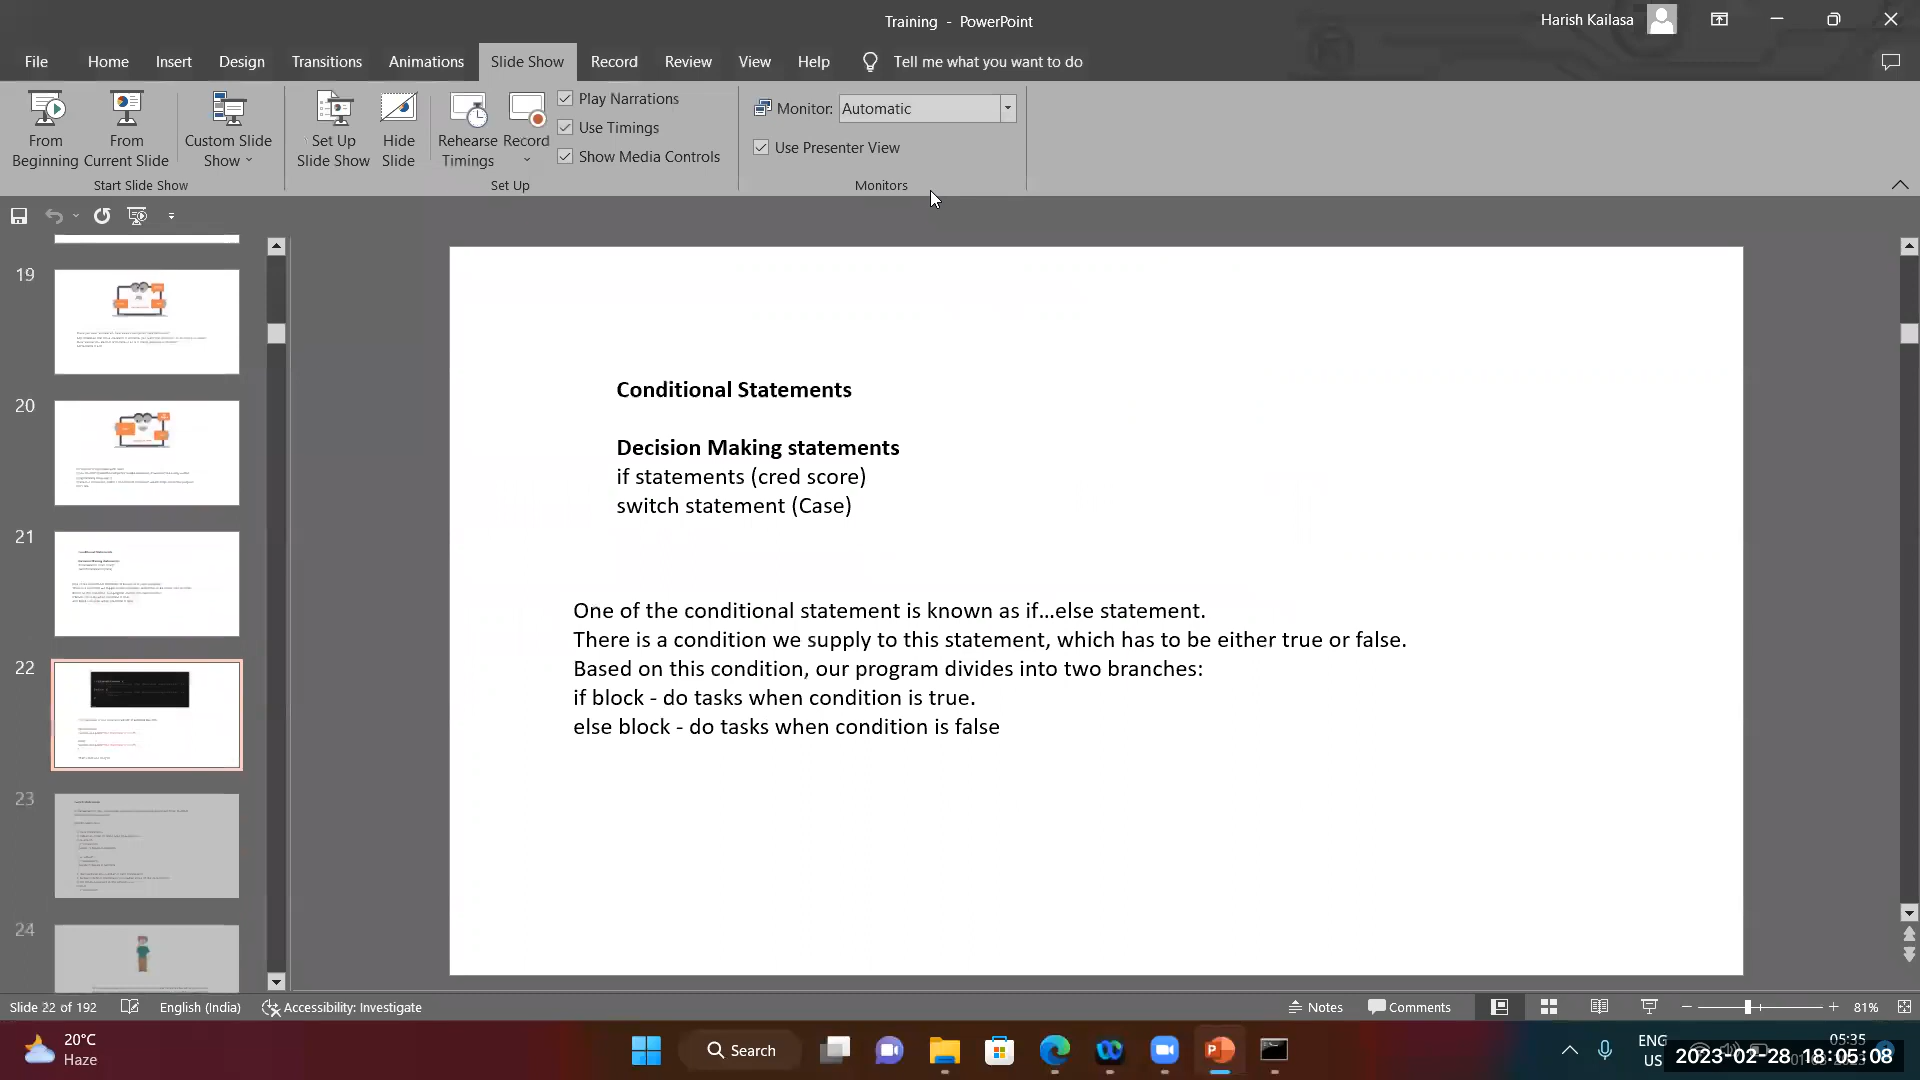 Training - PowerPoint
Harish Kailasa
File Home Insert Design Transitions Animations Slide Show Record Review View Help Tell me what you want to do
From Beginning
From Current Slide
Custom Slide Show
Start Slide Show
Set Up Slide Show
Hide Slide
Rehearse Timings
Record
Play Narrations
Use Timings
Show Media Controls
Set Up
Monitor: Automatic
Use Presenter View
Monitors
19
20
21
22
23
24
Conditional Statements
Decision Making statements
if statements (cred score)
switch statement (Case)
One of the conditional statement is known as if...else statement.
There is a condition we supply to this statement, which has to be either true or false.
Based on this condition, our program divides into two branches:
if block - do tasks when condition is true.
else block - do tasks when condition is false
Slide 22 of 192 English (India) Accessibility: Investigate Notes Comments 81%
20°C
Haze
Search
ENG
US
05:35
2023-02-28 18:05:08